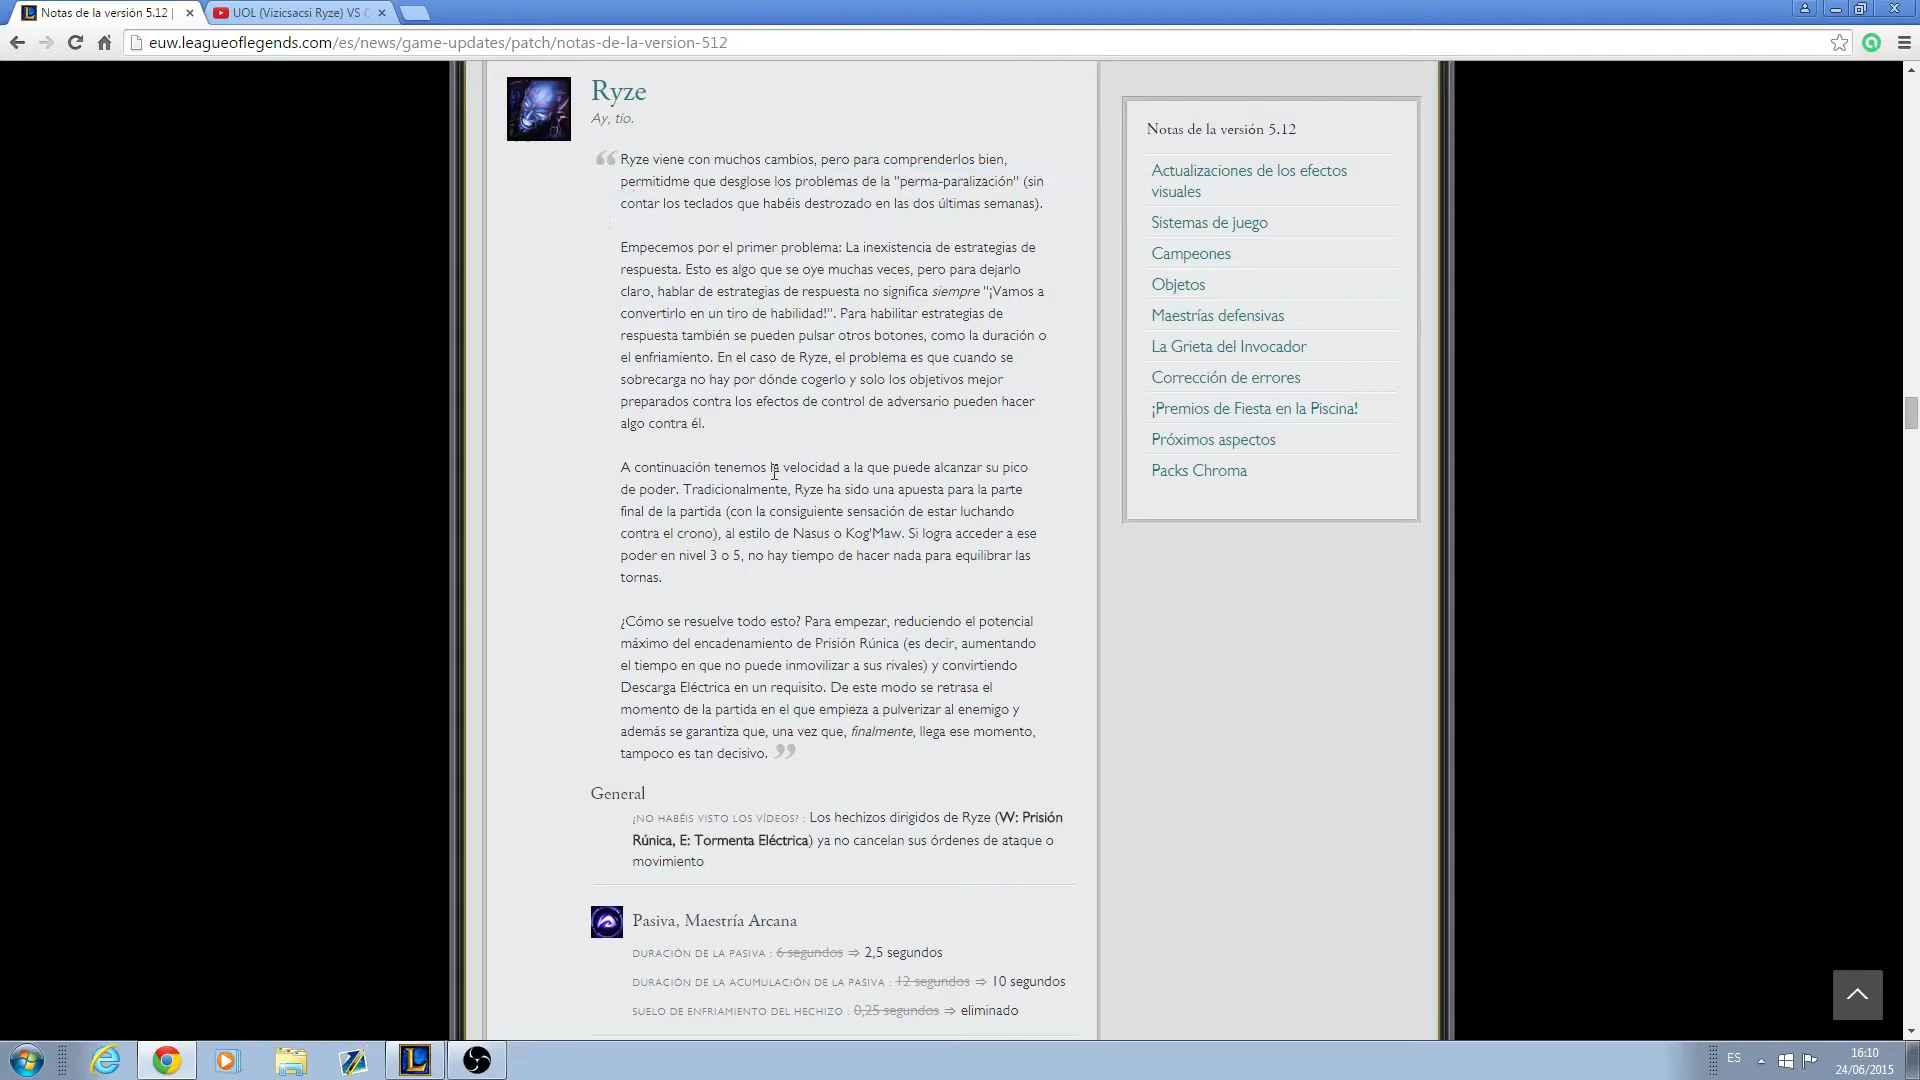 Notas de la versión 5.12 |
UOL (Vizicsacsi Ryze) VS
euw.leagueoflegends.com/es/news/game-updates/patch/notas-de-la-version-512
Ryze
Ay, tío.
Ryze viene con muchos cambios, pero para comprenderlos bien,
permitidme que desglose los problemas de la "perma-paralización" (sin
contar los teclados que habéis destrozado en las dos últimas semanas).
Empecemos por el primer problema: La inexistencia de estrategias de
respuesta. Esto es algo que se oye muchas veces, pero para dejarlo
claro, hablar de estrategias de respuesta no significa siempre "¡Vamos a
convertirlo en un tiro de habilidad!". Para habilitar estrategias de
respuesta también se pueden pulsar otros botones, como la duración o
el enfriamiento. En el caso de Ryze, el problema es que cuando se
sobrecarga no hay por dónde cogerlo y solo los objetivos mejor
preparados contra los efectos de control de adversario pueden hacer
algo contra él.
A continuación tenemos la velocidad a la que puede alcanzar su pico
de poder. Tradicionalmente, Ryze ha sido una apuesta para la parte
final de la partida (con la consiguiente sensación de estar luchando
contra el crono), al estilo de Nasus o Kog'Maw. Si logra acceder a ese
poder en nivel 3 o 5, no hay tiempo de hacer nada para equilibrar las
tornas.
¿Cómo se resuelve todo esto? Para empezar, reduciendo el potencial
máximo del encadenamiento de Prisión Rúnica (es decir, aumentando
el tiempo en que no puede inmovilizar a sus rivales) y convirtiendo
Descarga Eléctrica en un requisito. De este modo se retrasa el
momento de la partida en el que empieza a pulverizar al enemigo y
además se garantiza que, una vez que, finalmente, llega ese momento,
tampoco es tan decisivo.
General
¿NO HABÉIS VISTO LOS VÍDEOS? : Los hechizos dirigidos de Ryze (W: Prisión
Rúnica, E: Tormenta Eléctrica) ya no cancelan sus órdenes de ataque o
movimiento
Pasiva, Maestría Arcana
DURACIÓN DE LA PASIVA : 6 segundos ⇒ 2,5 segundos
DURACIÓN DE LA ACUMULACIÓN DE LA PASIVA : 12 segundos ⇒ 10 segundos
SUELO DE ENFRIAMIENTO DEL HECHIZO : 0,25 segundos ⇒ eliminado
Notas de la versión 5.12
Actualizaciones de los efectos
visuales
Sistemas de juego
Campeones
Objetos
Maestrías defensivas
La Grieta del Invocador
Corrección de errores
¡Premios de Fiesta en la Piscina!
Próximos aspectos
Packs Chroma
ES
16:10
24/06/2015